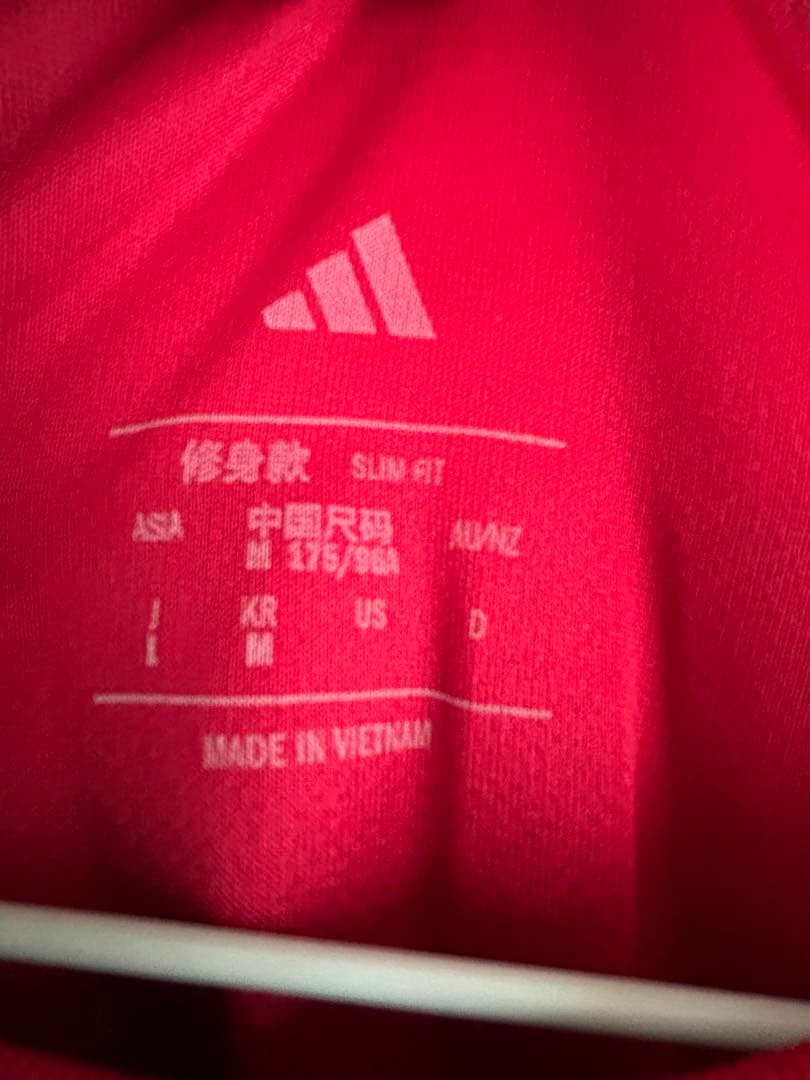 修身款 SLIM FIT
ASIA 中国尺码 AU/NZ
M 175/96A
J KR US D
L M
MADE IN VIETNAM